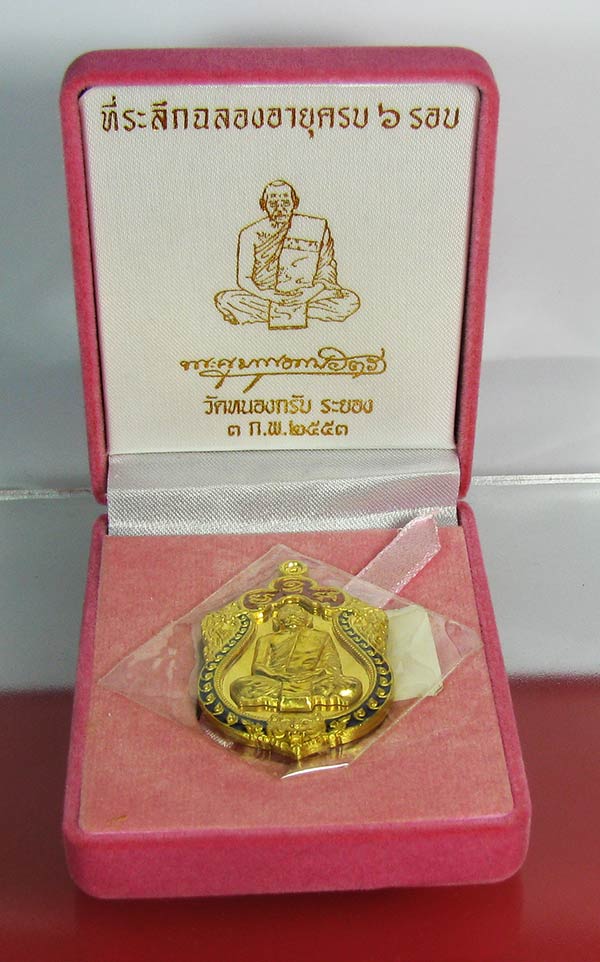 ที่ระลึกฉลองอายุครบ ๖ รอบ
วัดหนองกรับ ระยอง
๓ ก.พ.๒๕๕๓